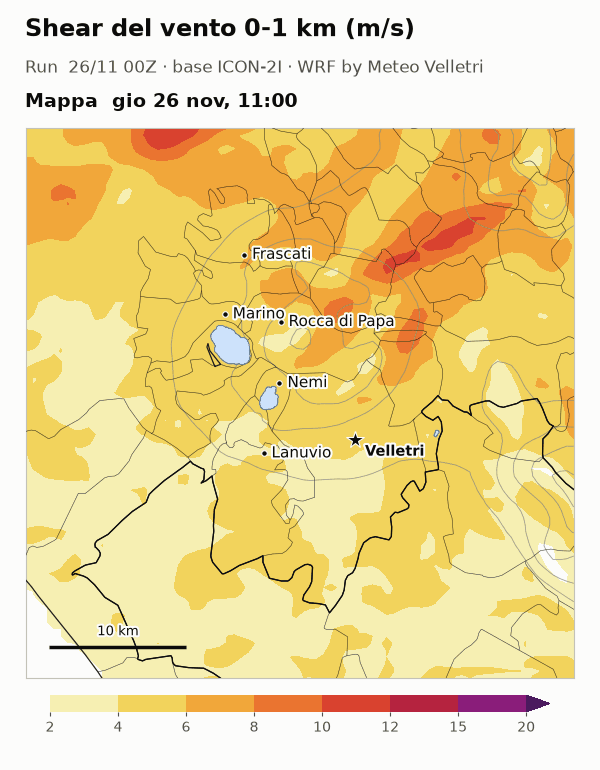 Shear del vento 0-1 km (m/s)
Run  26/11 00Z · base ICON-2I · WRF by Meteo Velletri
Mappa  gio 26 nov, 11:00
Frascati
Marino
Rocca di Papa
Nemi
Velletri
Lanuvio
10 km
2 4 6 8 10 12 15 20